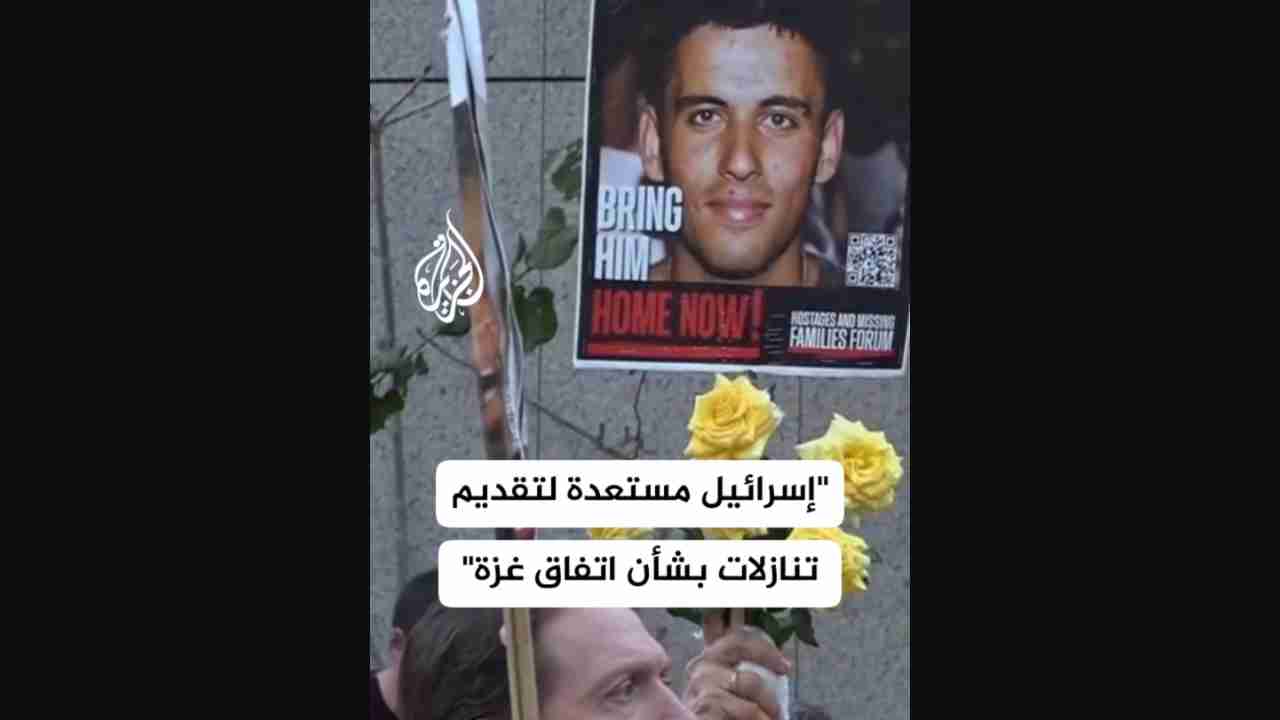 BRING
HIM
HOME NOW!
HOSTAGES AND MISSING
FAMILIES FORUM
الجزيرة
"إسرائيل مستعدة لتقديم
تنازلات بشأن اتفاق غزة"